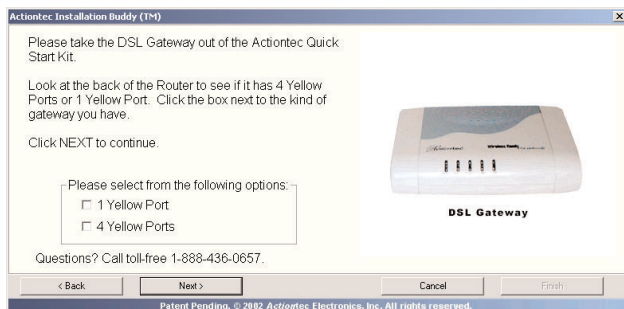 Actiontec Installation Buddy (TM)
Please take the DSL Gateway out of the Actiontec Quick
Start Kit.
Look at the back of the Router to see if it has 4 Yellow
Ports or 1 Yellow Port. Click the box next to the kind of
gateway you have.
Click NEXT to continue.
Please select from the following options:
1 Yellow Port
4 Yellow Ports
Questions? Call toll-free 1-888-436-0657.
Actiontec
Wireless Ready
DSL Gateway
< Back
Next >
Cancel
Finish
Patent Pending, © 2002 Actiontec Electronics, Inc. All rights reserved.